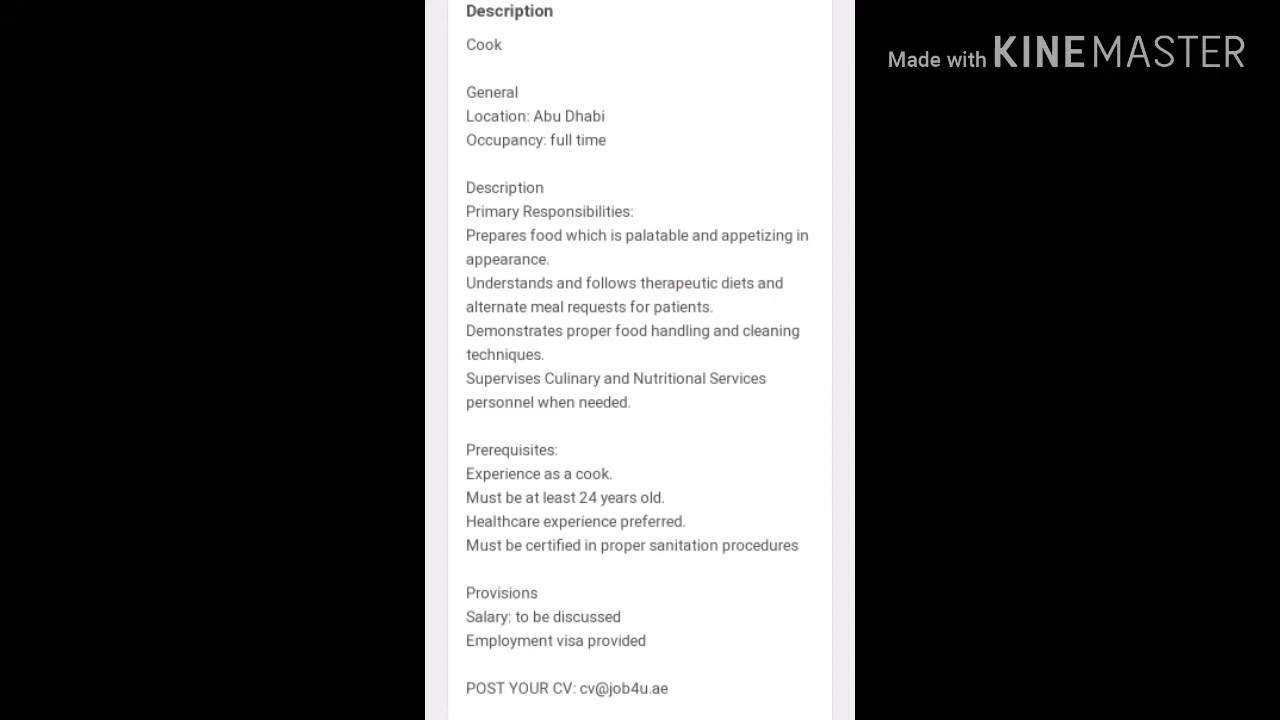 Description
Cook
General
Location: Abu Dhabi
Occupancy: full time
Description
Primary Responsibilities:
Prepares food which is palatable and appetizing in
appearance.
Understands and follows therapeutic diets and
alternate meal requests for patients.
Demonstrates proper food handling and cleaning
techniques.
Supervises Culinary and Nutritional Services
personnel when needed.
Prerequisites:
Experience as a cook.
Must be at least 24 years old.
Healthcare experience preferred.
Must be certified in proper sanitation procedures
Provisions
Salary: to be discussed
Employment visa provided
POST YOUR CV: cv@job4u.ae
Made with KINEMASTER